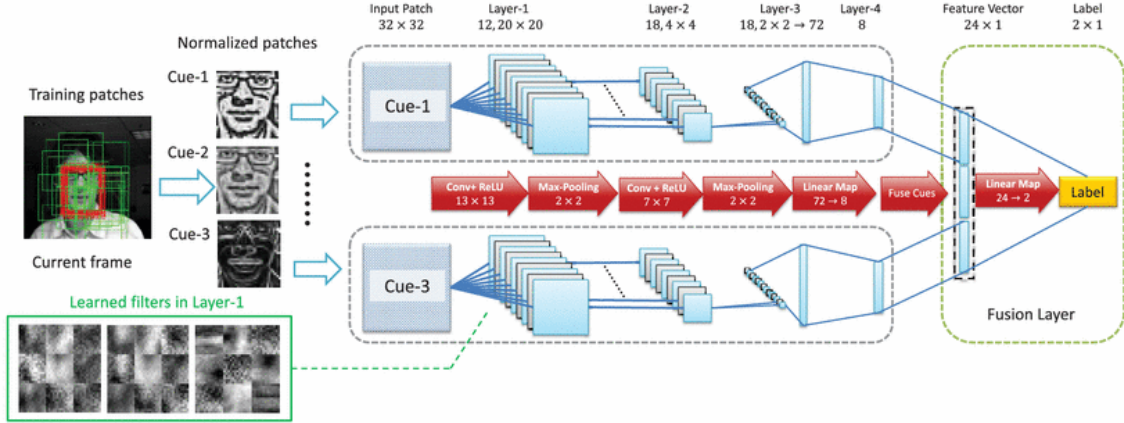 Input Patch
32 × 32
Layer-1
12, 20 × 20
Layer-2
18, 4 × 4
Layer-3
18, 2 × 2 → 72
Layer-4
8
Feature Vector
24 × 1
Label
2 × 1
Normalized patches
Training patches
Cue-1
Cue-2
Cue-3
Current frame
Cue-1
Conv+ ReLU
13 × 13
Max-Pooling
2 × 2
Conv + ReLU
7 × 7
Max-Pooling
2 × 2
Linear Map
72 → 8
Fuse Cues
Linear Map
24 → 2
Label
Cue-3
Fusion Layer
Learned filters in Layer-1